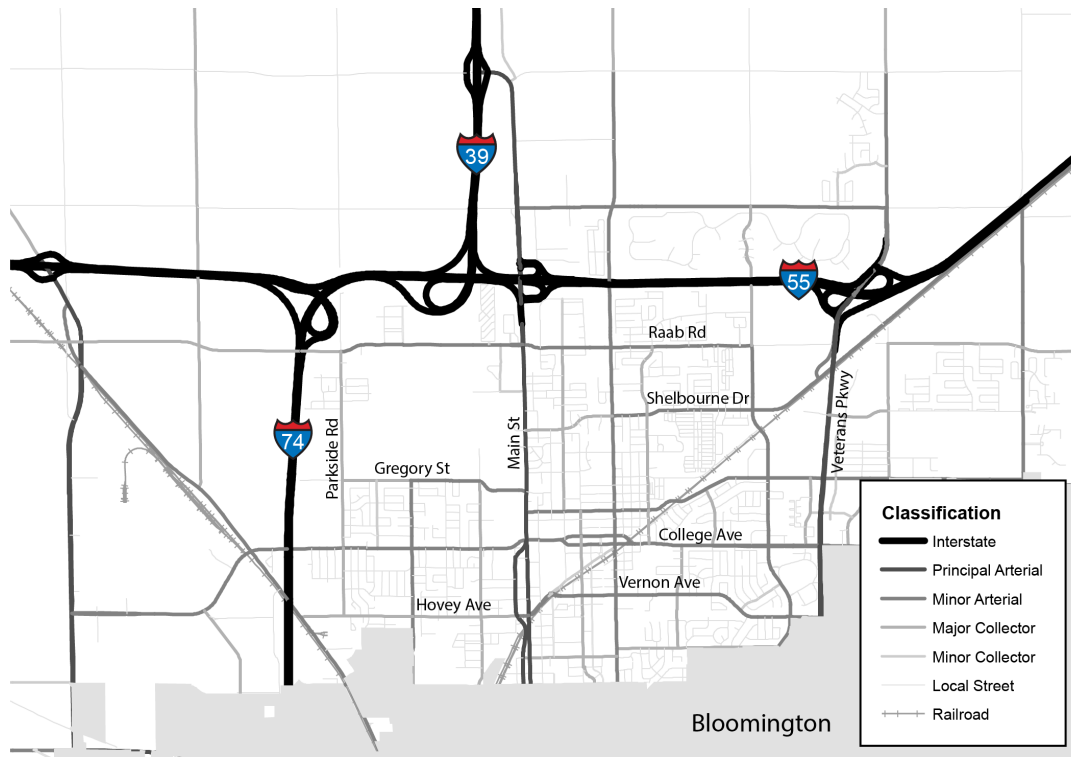 39
55
Raab Rd
Shelbourne Dr
Veterans Pkwy
74
Parkside Rd
Main St
Gregory St
College Ave
Vernon Ave
Hovey Ave
Bloomington
Classification
Interstate
Principal Arterial
Minor Arterial
Major Collector
Minor Collector
Local Street
Railroad